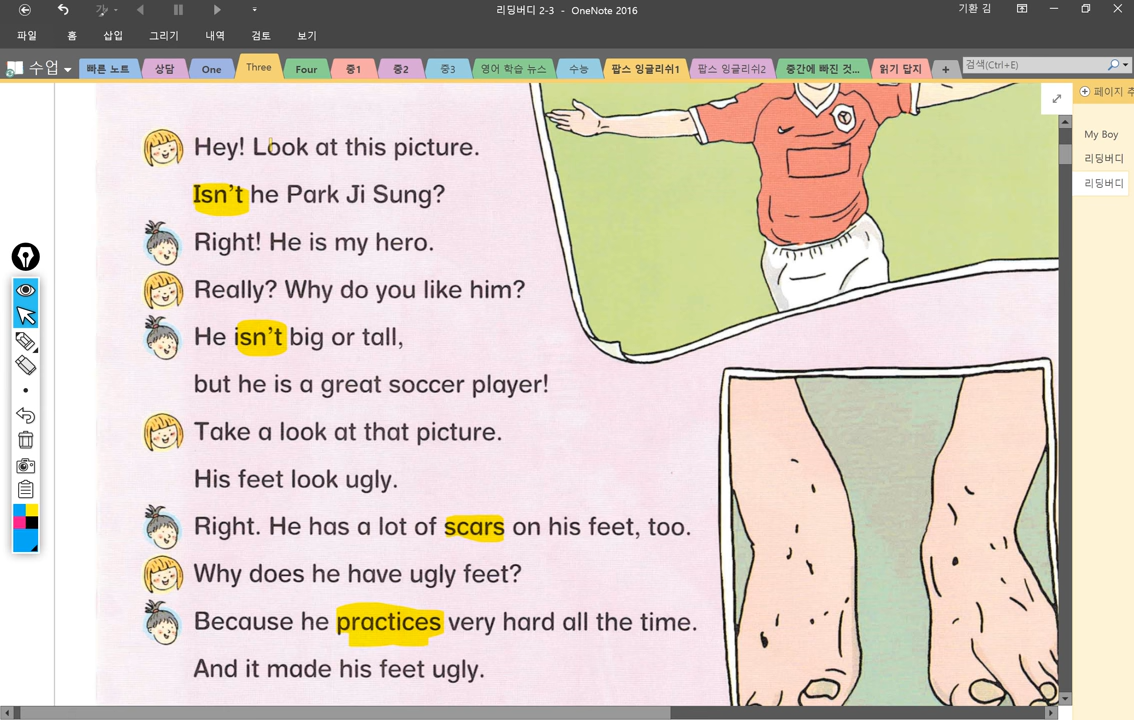 리딩버디 2-3 - OneNote 2016
기환 김
파일 홈 삽입 그리기 내역 검토 보기
수업 빠른 노트 상담 One Three Four 중1 중2 중3 영어 학습 뉴스 수능 팝스 잉글리쉬1 팝스 잉글리쉬2 중간에 빠진 것... 읽기 답지 + 검색(Ctrl+E)
페이지 추
My Boy
리딩버디
리딩버디
Hey! Look at this picture.
Isn't he Park Ji Sung?
Right! He is my hero.
Really? Why do you like him?
He isn't big or tall,
but he is a great soccer player!
Take a look at that picture.
His feet look ugly.
Right. He has a lot of scars on his feet, too.
Why does he have ugly feet?
Because he practices very hard all the time.
And it made his feet ugly.